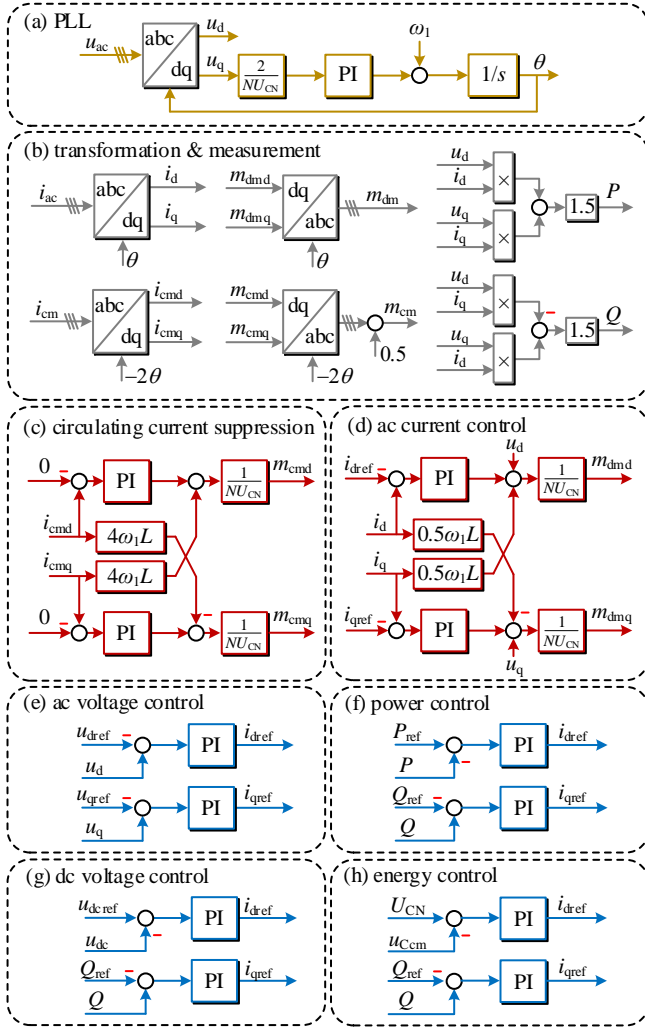 (a) PLL
u_ac
abc
dq
u_d
u_q
2/NU_CN
PI
ω₁
1/s
θ
(b) transformation & measurement
i_ac
abc
dq
θ
i_d
i_q
m_dmd
m_dmq
dq
abc
θ
m_dm
u_d
i_d
×
u_q
i_q
×
1.5
P
i_cm
abc
dq
−2θ
i_cmd
i_cmq
m_cmd
m_cmq
dq
abc
−2θ
0.5
m_cm
u_d
i_q
×
u_q
i_d
×
−
1.5
Q
(c) circulating current suppression
0
−
PI
1/NU_CN
m_cmd
i_cmd
4ω₁L
i_cmq
4ω₁L
0
−
PI
−
1/NU_CN
m_cmq
(d) ac current control
u_d
i_dref
−
PI
1/NU_CN
m_dmd
i_d
0.5ω₁L
i_q
0.5ω₁L
i_qref
−
PI
−
1/NU_CN
m_dmq
u_q
(e) ac voltage control
u_dref
−
u_d
PI
i_dref
u_qref
−
u_q
PI
i_qref
(f) power control
P_ref
P
−
PI
i_dref
Q_ref
−
Q
PI
i_qref
(g) dc voltage control
u_dcref
u_dc
−
PI
i_dref
Q_ref
−
Q
PI
i_qref
(h) energy control
U_CN
u_Ccm
−
PI
i_dref
Q_ref
−
Q
PI
i_qref